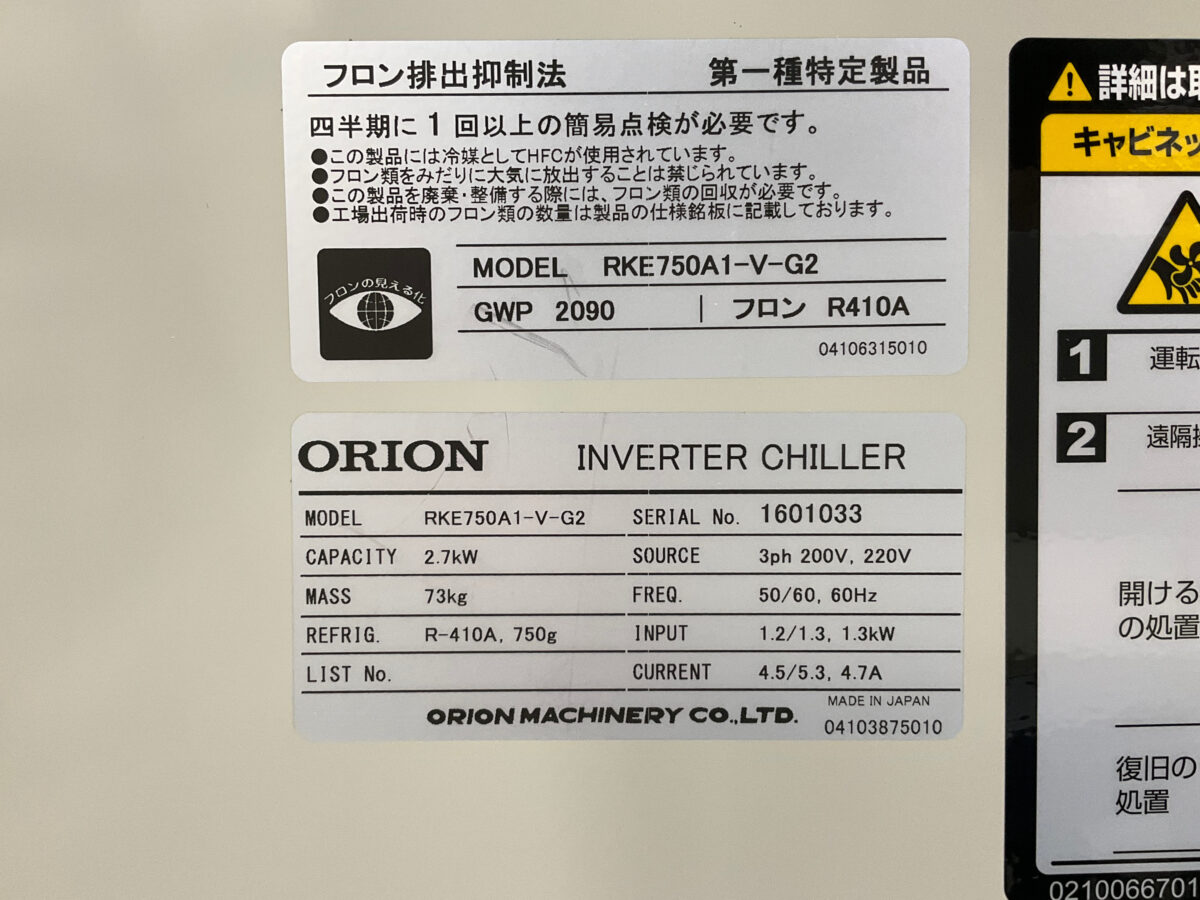 フロン排出抑制法 第一種特定製品
四半期に1回以上の簡易点検が必要です。
●この製品には冷媒としてHFCが使用されています。
●フロン類をみだりに大気に放出することは禁じられています。
●この製品を廃棄・整備する際には、フロン類の回収が必要です。
●工場出荷時のフロン類の数量は製品の仕様銘板に記載しております。
フロンの見える化
MODEL RKE750A1-V-G2
GWP 2090 | フロン R410A
04106315010
ORION INVERTER CHILLER
MODEL RKE750A1-V-G2 SERIAL No. 1601033
CAPACITY 2.7kW SOURCE 3ph 200V, 220V
MASS 73kg FREQ. 50/60, 60Hz
REFRIG. R-410A, 750g INPUT 1.2/1.3, 1.3kW
LIST No. CURRENT 4.5/5.3, 4.7A
MADE IN JAPAN
ORION MACHINERY CO.,LTD. 04103875010
詳細は取
キャビネッ
1 運転
2 遠隔
開ける
の処置
復旧の
処置
0210066701